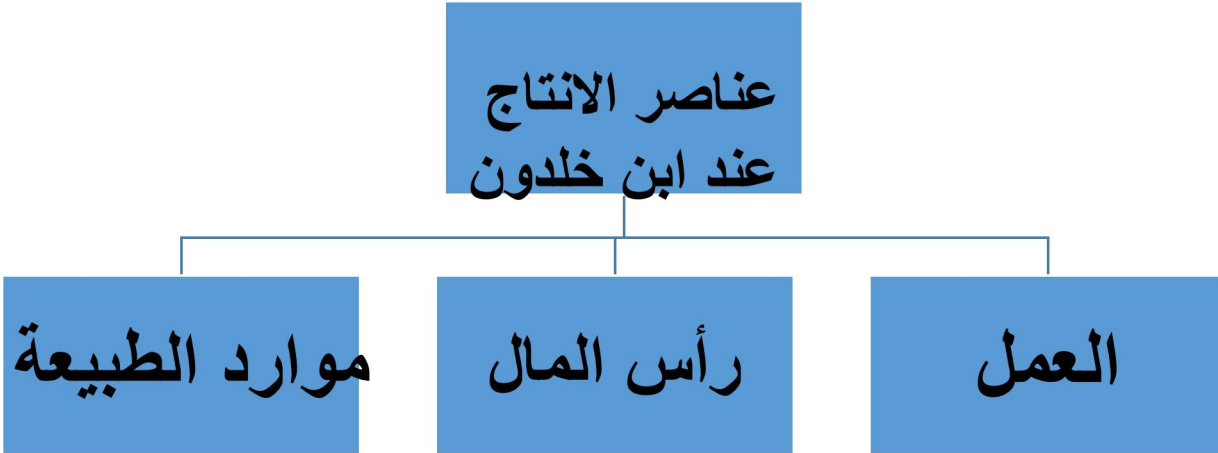 عناصر الانتاج
عند ابن خلدون
العمل
رأس المال
موارد الطبيعة